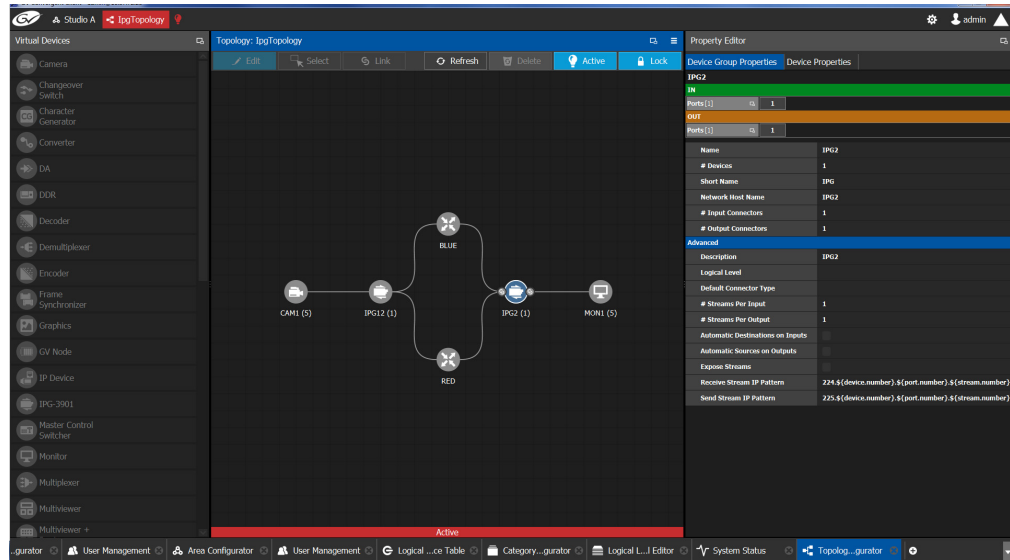 GV Studio A IpgTopology admin
Virtual Devices
Camera
Changeover
Switch
CG Character
Generator
Converter
DA
DDR
Decoder
Demultiplexer
Encoder
Frame
Synchronizer
Graphics
GV Node
IP Device
IPG-3901
Master Control
Switcher
Monitor
Multiplexer
Multiviewer
Multiviewer +
Topology: IpgTopology
Edit Select Link Refresh Delete Active Lock
BLUE
CAM1 (5) IPG12 (1) IPG2 (1) MON1 (5)
RED
Active
Property Editor
Device Group Properties Device Properties
IPG2
IN
Ports [1] 1
OUT
Ports [1] 1
Name IPG2
# Devices 1
Short Name IPG
Network Host Name IPG2
# Input Connectors 1
# Output Connectors 1
Advanced
Description IPG2
Logical Level
Default Connector Type
# Streams Per Input 1
# Streams Per Output 1
Automatic Destinations on Inputs
Automatic Sources on Outputs
Expose Streams
Receive Stream IP Pattern 224.${device.number}.${port.number}.${stream.number}
Send Stream IP Pattern 225.${device.number}.${port.number}.${stream.number}
..gurator User Management Area Configurator User Management Logical ...ce Table Category...gurator Logical L...l Editor System Status Topolog...gurator